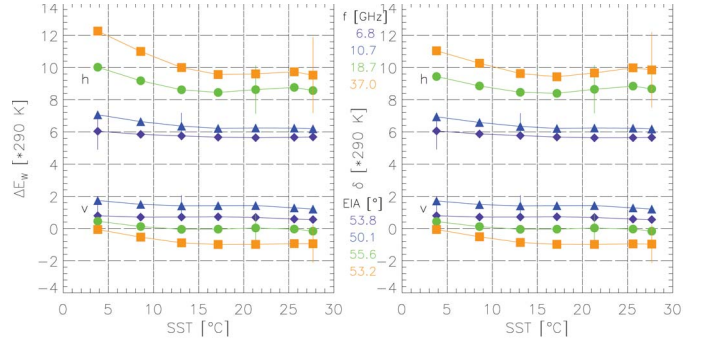 f [GHz]
6.8
10.7
18.7
37.0
14
12
10
8
6
4
2
0
−2
−4
ΔE_W [*290 K]
h
v
0 5 10 15 20 25 30
SST [°C]
EIA [°]
53.8
50.1
55.6
53.2
14
12
10
8
6
4
2
0
−2
−4
δ [*290 K]
h
v
0 5 10 15 20 25 30
SST [°C]